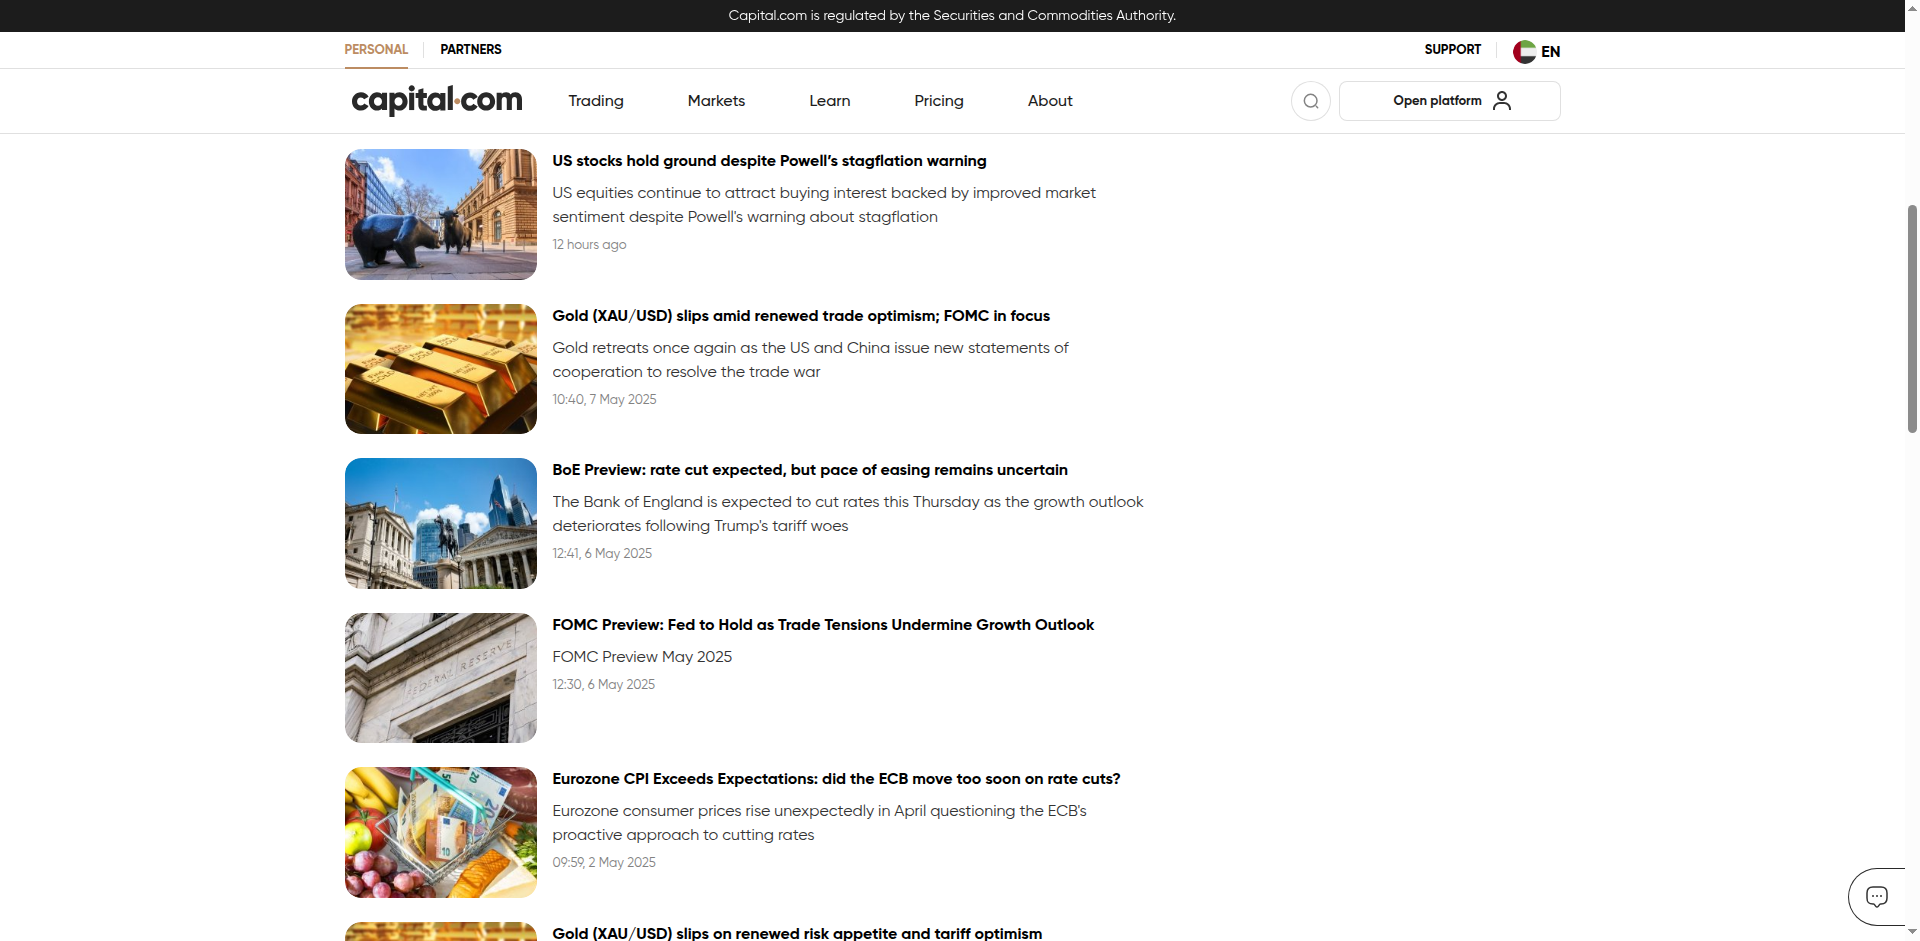 Capital.com is regulated by the Securities and Commodities Authority.
PERSONAL
PARTNERS
SUPPORT
EN
capital.com
Trading
Markets
Learn
Pricing
About
Open platform
US stocks hold ground despite Powell’s stagflation warning
US equities continue to attract buying interest backed by improved market
sentiment despite Powell's warning about stagflation
12 hours ago
Gold (XAU/USD) slips amid renewed trade optimism; FOMC in focus
Gold retreats once again as the US and China issue new statements of
cooperation to resolve the trade war
10:40, 7 May 2025
BoE Preview: rate cut expected, but pace of easing remains uncertain
The Bank of England is expected to cut rates this Thursday as the growth outlook
deteriorates following Trump's tariff woes
12:41, 6 May 2025
FEDERAL RESERVE
FOMC Preview: Fed to Hold as Trade Tensions Undermine Growth Outlook
FOMC Preview May 2025
12:30, 6 May 2025
20
10
Eurozone CPI Exceeds Expectations: did the ECB move too soon on rate cuts?
Eurozone consumer prices rise unexpectedly in April questioning the ECB's
proactive approach to cutting rates
09:59, 2 May 2025
Gold (XAU/USD) slips on renewed risk appetite and tariff optimism